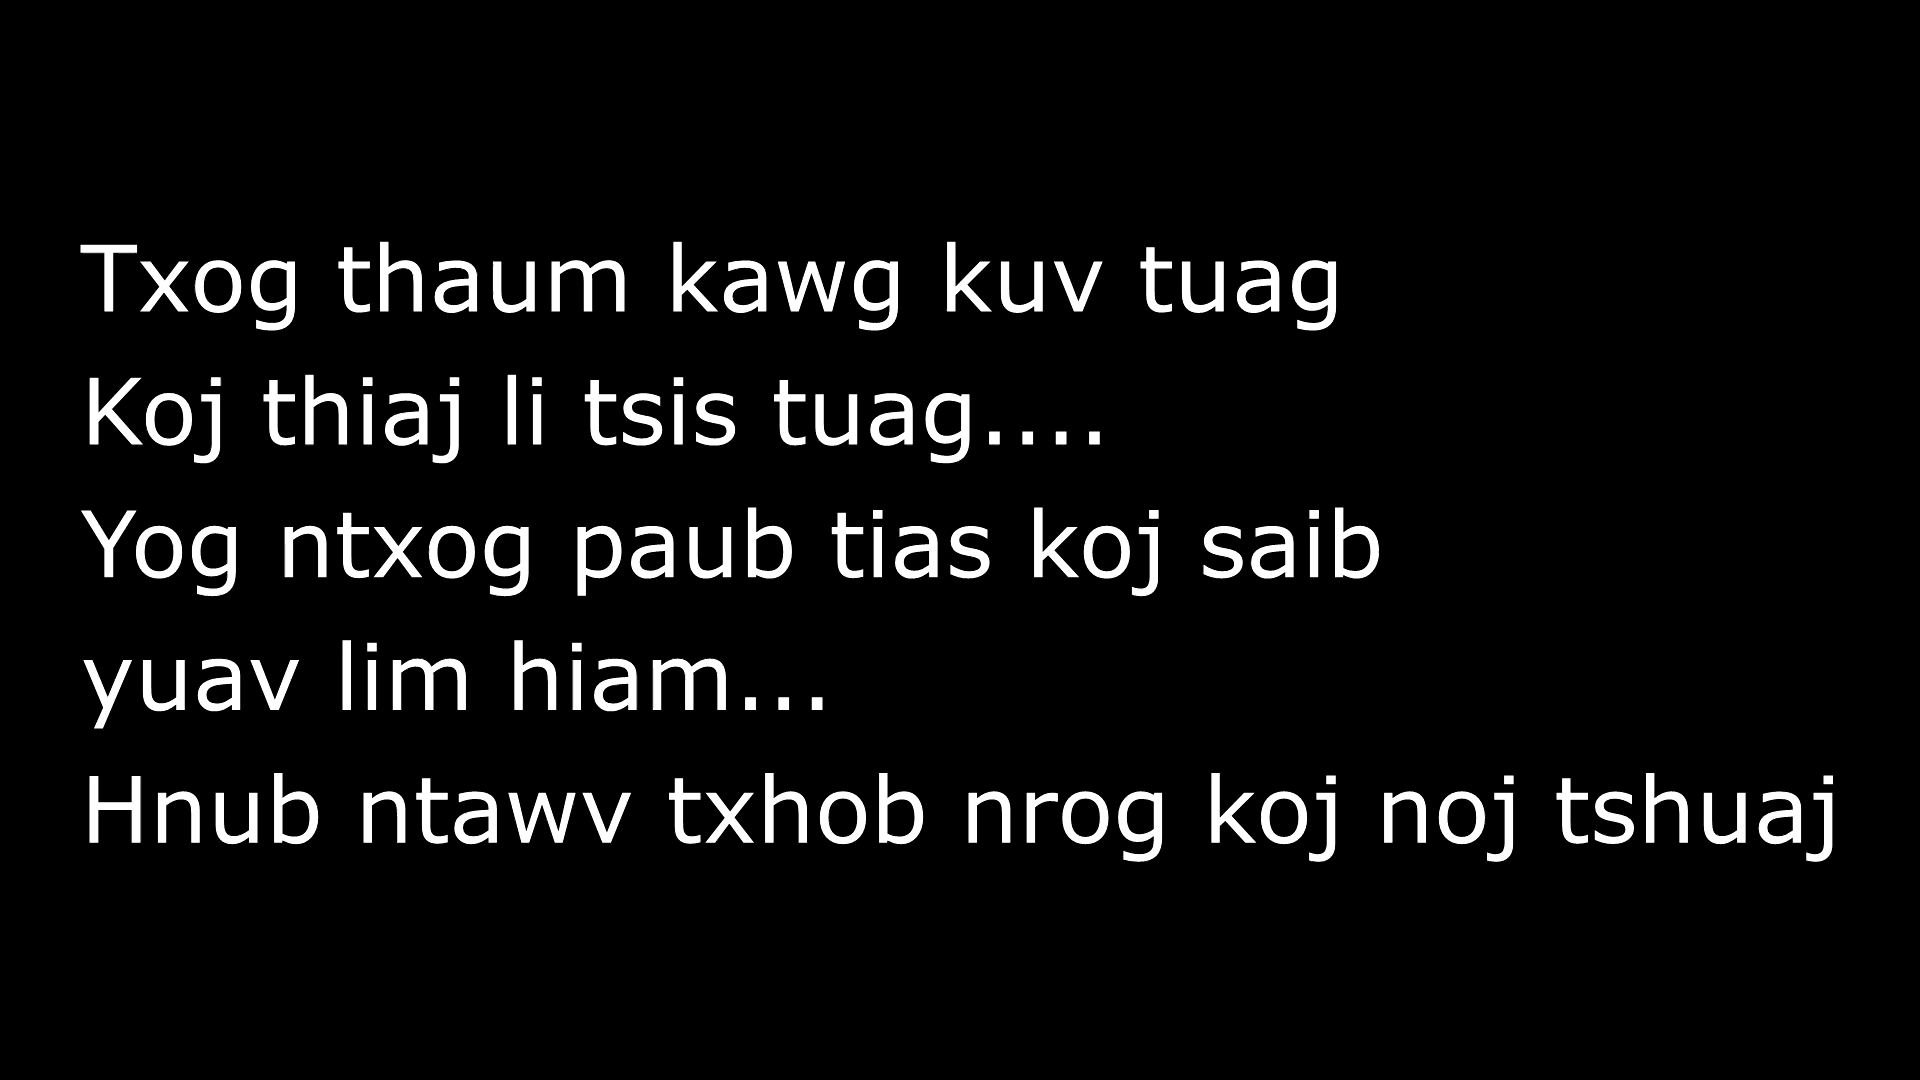 Txog thaum kawg kuv tuag
Koj thiaj li tsis tuag....
Yog ntxog paub tias koj saib
yuav lim hiam...
Hnub ntawv txhob nrog koj noj tshuaj